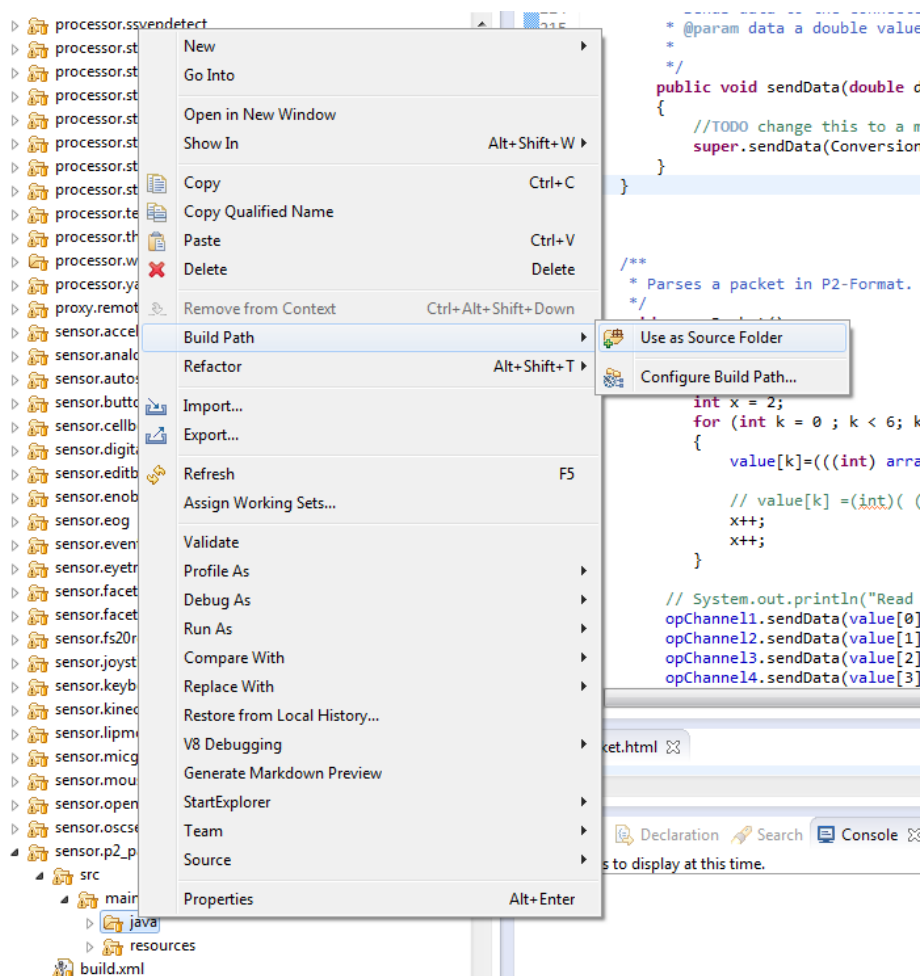 processor.ssvepdetect
processor.st
processor.st
processor.st
processor.st
processor.st
processor.st
processor.st
processor.te
processor.th
processor.w
processor.ya
proxy.remot
sensor.accel
sensor.analo
sensor.autos
sensor.butto
sensor.cellb
sensor.digita
sensor.editb
sensor.enob
sensor.eog
sensor.even
sensor.eyetr
sensor.facet
sensor.facet
sensor.fs20r
sensor.joyst
sensor.keyb
sensor.kinec
sensor.lipmo
sensor.micg
sensor.mou
sensor.open
sensor.oscse
sensor.p2_p
src
main
java
resources
build.xml
New
Go Into
Open in New Window
Show In Alt+Shift+W
Copy Ctrl+C
Copy Qualified Name
Paste Ctrl+V
Delete Delete
Remove from Context Ctrl+Alt+Shift+Down
Build Path
Refactor Alt+Shift+T
Import...
Export...
Refresh F5
Assign Working Sets...
Validate
Profile As
Debug As
Run As
Compare With
Replace With
Restore from Local History...
V8 Debugging
Generate Markdown Preview
StartExplorer
Team
Source
Properties Alt+Enter
Use as Source Folder
Configure Build Path...
215
* @param data a double value
*
*/
public void sendData(double d
{
//TODO change this to a m
super.sendData(Conversion
}
}
/**
* Parses a packet in P2-Format.
*/
int x = 2;
for (int k = 0 ; k < 6; k
{
value[k]=(((int) arra
// value[k] =(int)( (
x++;
x++;
}
// System.out.println("Read
opChannel1.sendData(value[0]
opChannel2.sendData(value[1]
opChannel3.sendData(value[2]
opChannel4.sendData(value[3]
ket.html
Declaration Search Console
s to display at this time.